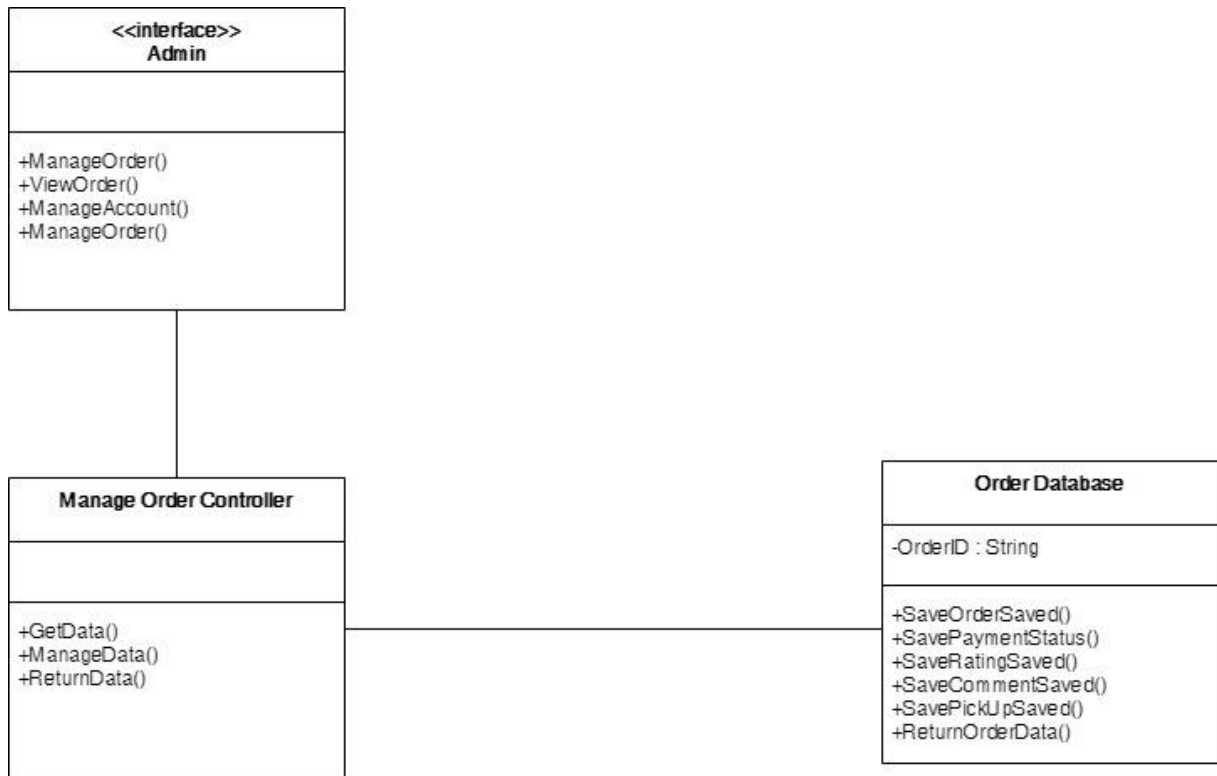 <<interface>>
Admin
+ManageOrder()
+ViewOrder()
+ManageAccount()
+ManageOrder()
Manage Order Controller
+GetData()
+ManageData()
+ReturnData()
Order Database
-OrderID : String
+SaveOrderSaved()
+SavePaymentStatus()
+SaveRatingSaved()
+SaveCommentSaved()
+SavePickUpSaved()
+ReturnOrderData()